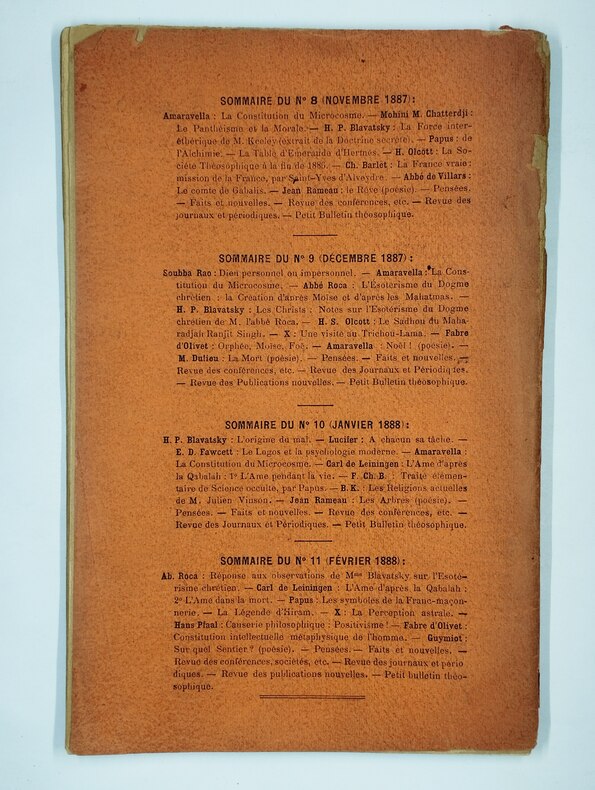 SOMMAIRE DU N° 8 (NOVEMBRE 1887) :
Amaravella : La Constitution du Microcosme. — Mohini M. Chatterdji :
Le Panthéisme et la Morale. — H. P. Blavatsky : La Force inter-
éthérique de M. Keeley (extrait de la Doctrine secrète). — Papus : de
l'Alchimie. — La Table d'Emeraude d'Hermès. — H. Olcott : La So-
ciété Théosophique à la fin de 1885. — Ch. Barlet : La France vraie :
mission de la France, par Saint-Yves d'Alveydre. — Abbé de Villars :
Le comte de Gabalis. — Jean Rameau : le Rêve (poésie). — Pensées.
— Faits et nouvelles. — Revue des conférences, etc. — Revue des
journaux et périodiques. — Petit Bulletin théosophique.
SOMMAIRE DU N° 9 (DÉCEMBRE 1887) :
Soubba Rao : Dieu personnel ou impersonnel. — Amaravella : La Cons-
titution du Microcosme. — Abbé Roca : L'Esotérisme du Dogme
chrétien : la Création d'après Moïse et d'après les Mahatmas. —
H. P. Blavatsky : Les Christs : Notes sur l'Esotérisme du Dogme
chrétien de M. l'abbé Roca. — H. S. Olcott : Le Sadhou du Maha-
radjah Ranjit Singh. — X : Une visite au Trichou-Lama. — Fabre
d'Olivet : Orphée, Moïse, Foë. — Amaravella : Noël ! (poésie). —
M. Dulieu : La Mort (poésie). — Pensées. — Faits et nouvelles. —
Revue des conférences, etc. — Revue des Journaux et Périodiques.
— Revue des Publications nouvelles. — Petit Bulletin théosophique.
SOMMAIRE DU N° 10 (JANVIER 1888) :
H. P. Blavatsky : L'origine du mal. — Lucifer : A chacun sa tâche. —
E. D. Fawcett : Le Logos et la psychologie moderne. — Amaravella :
La Constitution du Microcosme. — Carl de Leiningen : L'Ame d'après
la Qabalah : 1° L'Ame pendant la vie. — F. Ch. B. : Traité élémen-
taire de Science occulte, par Papus. — B. K. : Les Religions actuelles
de M. Julien Vinson. — Jean Rameau : Les Arbres (poésie). —
Pensées. — Faits et nouvelles. — Revue des conférences, etc. —
Revue des Journaux et Périodiques. — Petit Bulletin théosophique.
SOMMAIRE DU N° 11 (FÉVRIER 1888) :
Ab. Roca : Réponse aux observations de Mme Blavatsky sur l'Esoté-
risme chrétien. — Carl de Leiningen : L'Ame d'après la Qabalah :
2° L'Ame dans la mort. — Papus : Les symboles de la Franc-maçon-
nerie. — La Légende d'Hiram. — X : La Perception astrale. —
Hans Pfaal : Causerie philosophique : Positivisme ! — Fabre d'Olivet :
Constitution intellectuelle métaphysique de l'homme. — Guymiot :
Sur quel Sentier ? (poésie). — Pensées. — Faits et nouvelles. —
Revue des conférences, sociétés, etc. — Revue des journaux et pério
diques. — Revue des publications nouvelles. — Petit bulletin théo-
sophique.